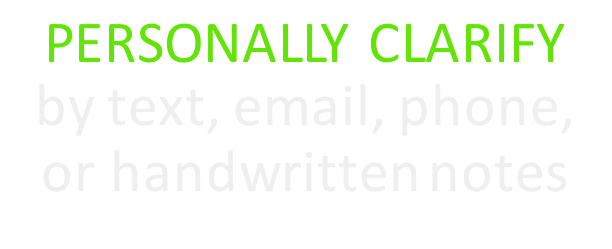 PERSONALLY CLARIFY
by text, email, phone,
or handwritten notes